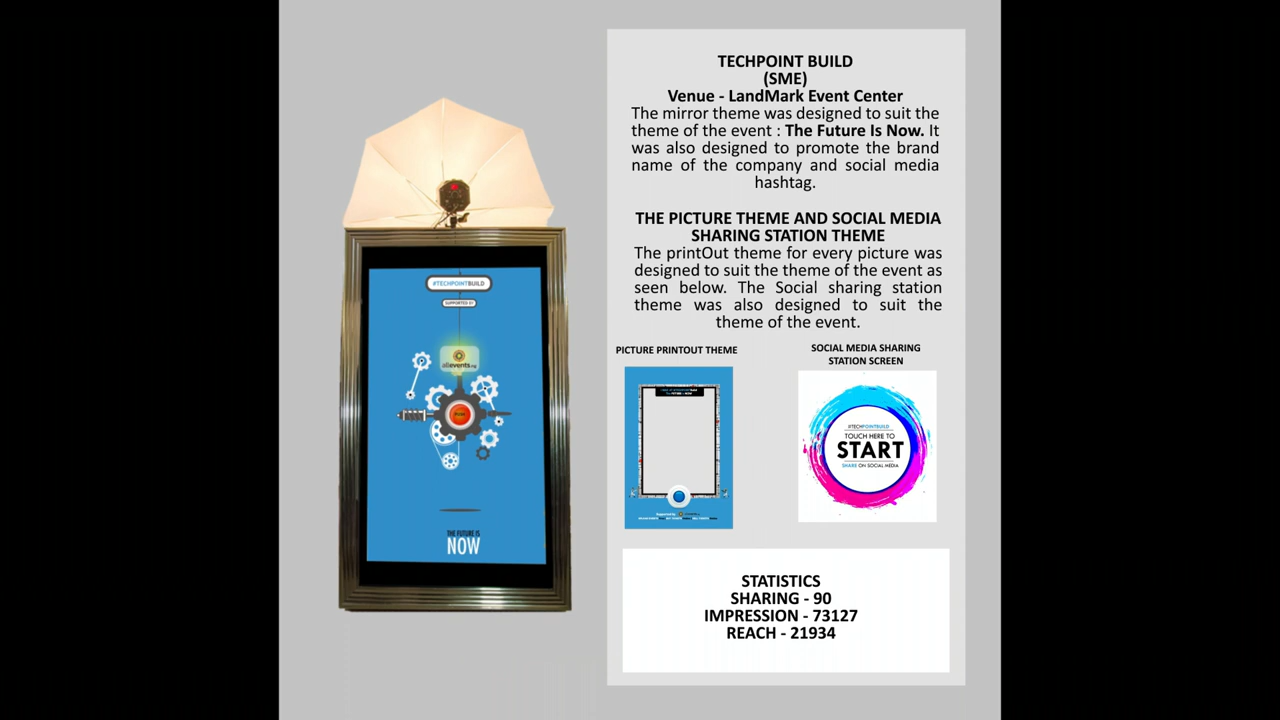 TECHPOINT BUILD
(SME)
Venue - LandMark Event Center
The mirror theme was designed to suit the
theme of the event : The Future Is Now. It
was also designed to promote the brand
name of the company and social media
hashtag.
THE PICTURE THEME AND SOCIAL MEDIA
SHARING STATION THEME
The printOut theme for every picture was
designed to suit the theme of the event as
seen below. The Social sharing station
theme was also designed to suit the
theme of the event.
PICTURE PRINTOUT THEME
SOCIAL MEDIA SHARING
STATION SCREEN
#TECHPOINTBUILD
TOUCH HERE TO
START
SHARE ON SOCIAL MEDIA
STATISTICS
SHARING - 90
IMPRESSION - 73127
REACH - 21934
#TECHPOINTBUILD
SUPPORTED BY
allevents.ng
THE FUTURE IS
NOW